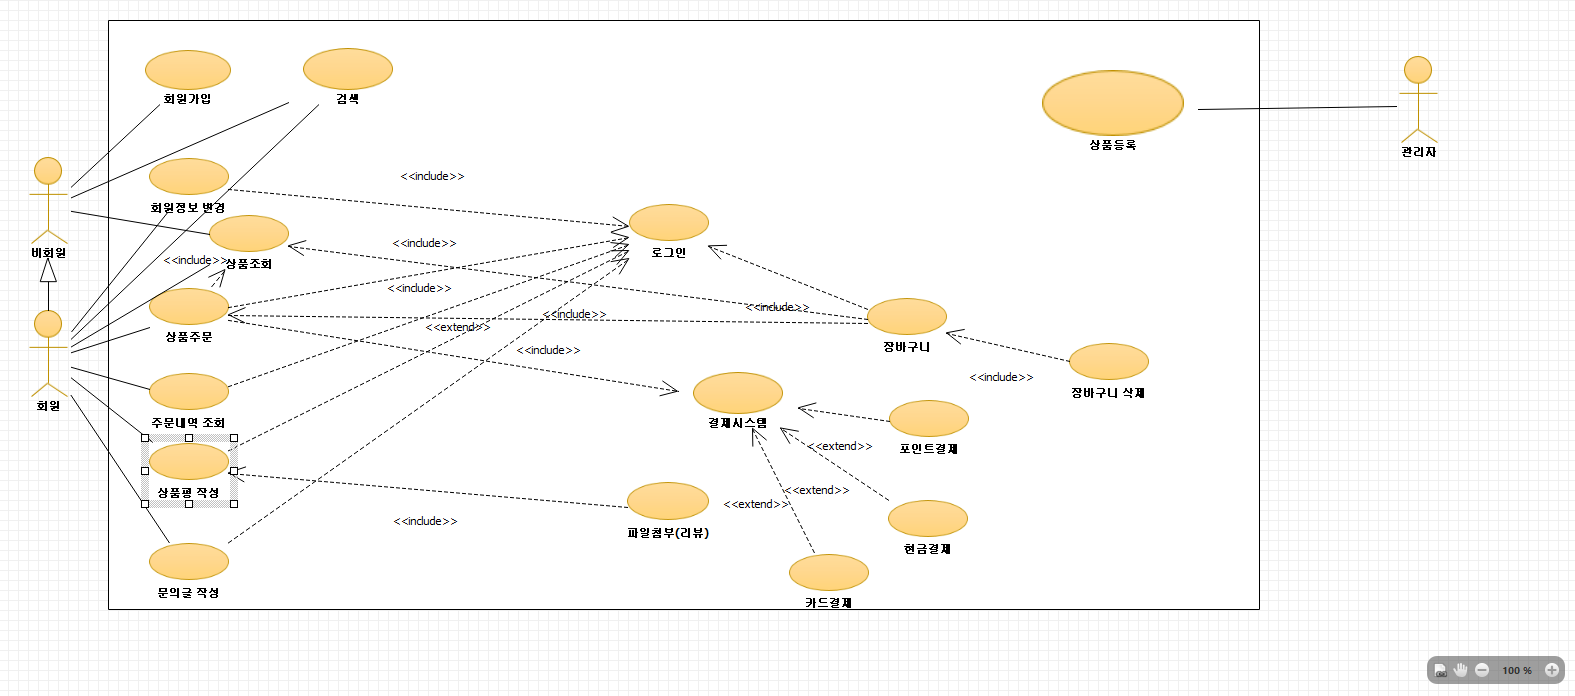 회원가입
검색
상품등록
관리자
<<include>>
회원정보 변경
비회원
<<include>>
로그인
<<include>>
상품조회
<<include>>
<<include>>
<<include>>
<<extend>>
상품주문
장바구니
<<include>>
<<include>>
장바구니 삭제
회원
주문내역 조회
결제시스템
<<extend>>
포인트결제
상품평 작성
<<extend>>
<<extend>>
<<include>>
파일첨부(리뷰)
현금결제
문의글 작성
카드결제
100 %